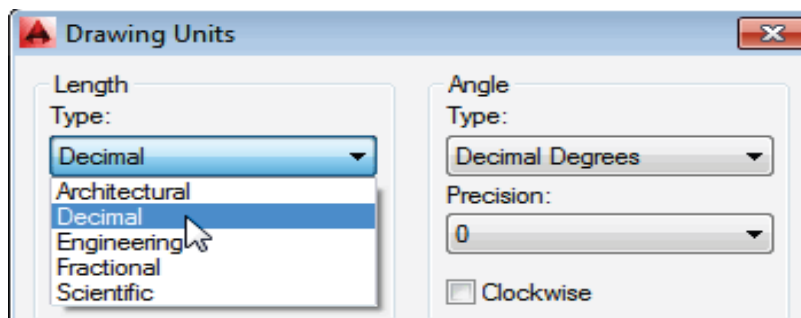 Drawing Units
Length
Type:
Decimal
Architectural
Decimal
Engineering
Fractional
Scientific
Angle
Type:
Decimal Degrees
Precision:
0
Clockwise